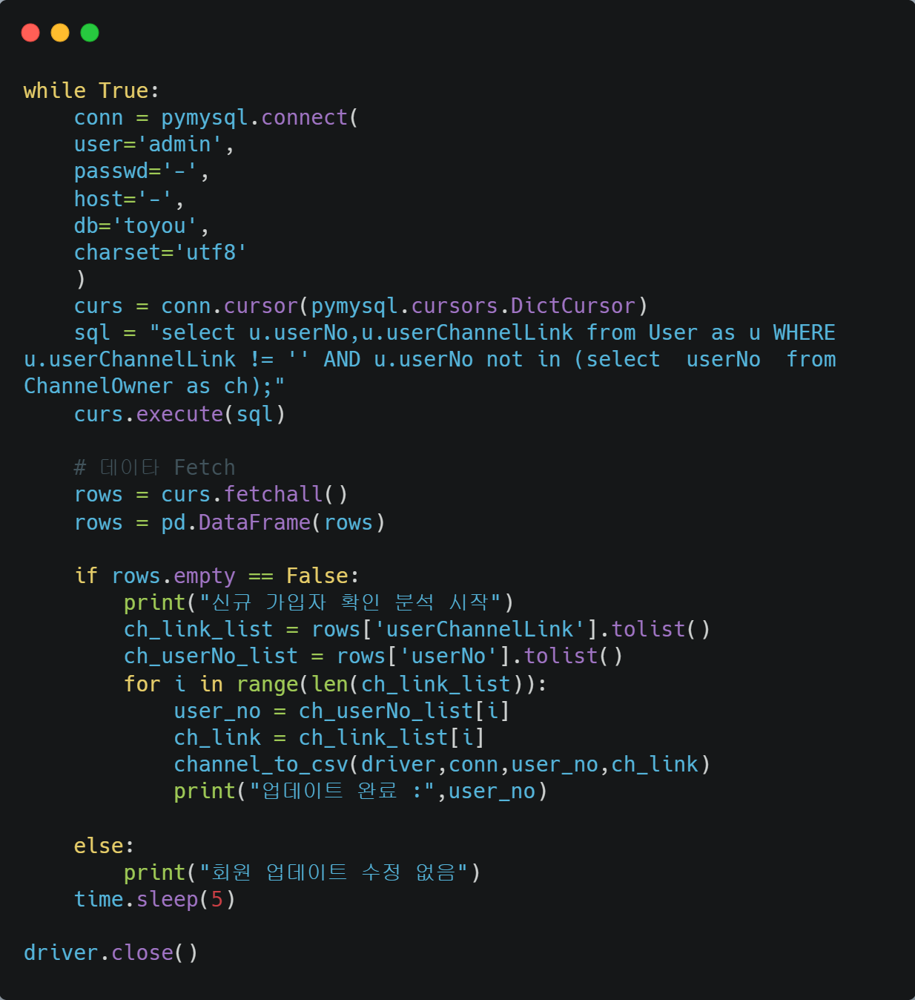 while True:
    conn = pymysql.connect(
    user='admin',
    passwd='-',
    host='-',
    db='toyou',
    charset='utf8'
    )
    curs = conn.cursor(pymysql.cursors.DictCursor)
    sql = "select u.userNo,u.userChannelLink from User as u WHERE
u.userChannelLink != '' AND u.userNo not in (select  userNo  from
ChannelOwner as ch);"
    curs.execute(sql)

    # 데이타 Fetch
    rows = curs.fetchall()
    rows = pd.DataFrame(rows)

    if rows.empty == False:
        print("신규 가입자 확인 분석 시작")
        ch_link_list = rows['userChannelLink'].tolist()
        ch_userNo_list = rows['userNo'].tolist()
        for i in range(len(ch_link_list)):
            user_no = ch_userNo_list[i]
            ch_link = ch_link_list[i]
            channel_to_csv(driver,conn,user_no,ch_link)
            print("업데이트 완료 :",user_no)

    else:
        print("회원 업데이트 수정 없음")
    time.sleep(5)

driver.close()